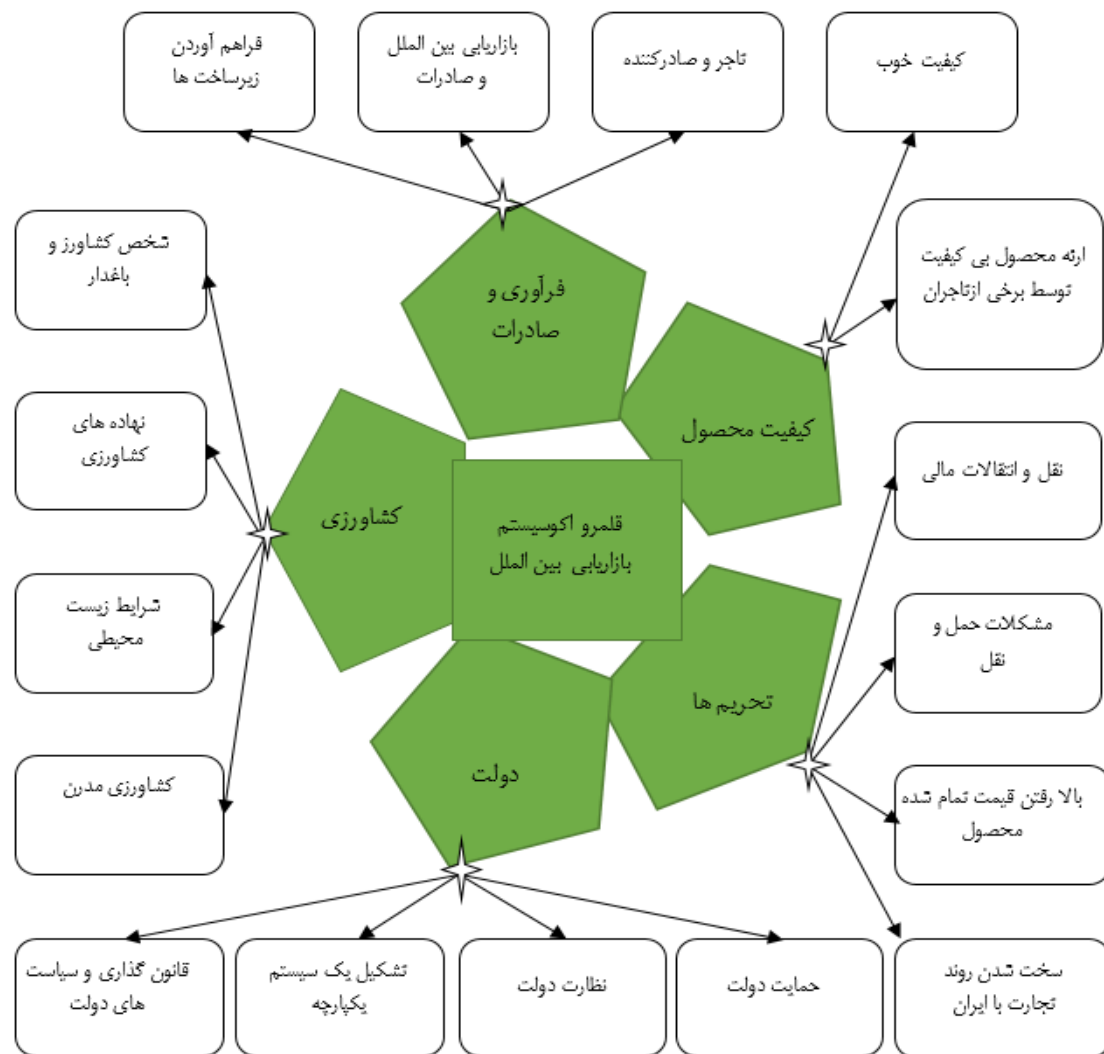 فراهم آوردن
زیرساخت ها
بازاریابی بین الملل
و صادرات
تاجر و صادرکننده
کیفیت خوب
شخص کشاورز و
باغدار
ارئه محصول بی کیفیت
توسط برخی ازتاجران
فرآوری و
صادرات
کیفیت محصول
نهاده های
کشاورزی
نقل و انتقالات مالی
کشاورزی
قلمرو اکوسیستم
بازاریابی بین الملل
شرایط زیست
محیطی
مشکلات حمل و
نقل
تحریم ها
دولت
کشاورزی مدرن
بالا رفتن قیمت تمام شده
محصول
قانون گذاری و سیاست
های دولت
تشکیل یک سیستم
یکپارچه
نظارت دولت
حمایت دولت
سخت شدن روند
تجارت با ایران